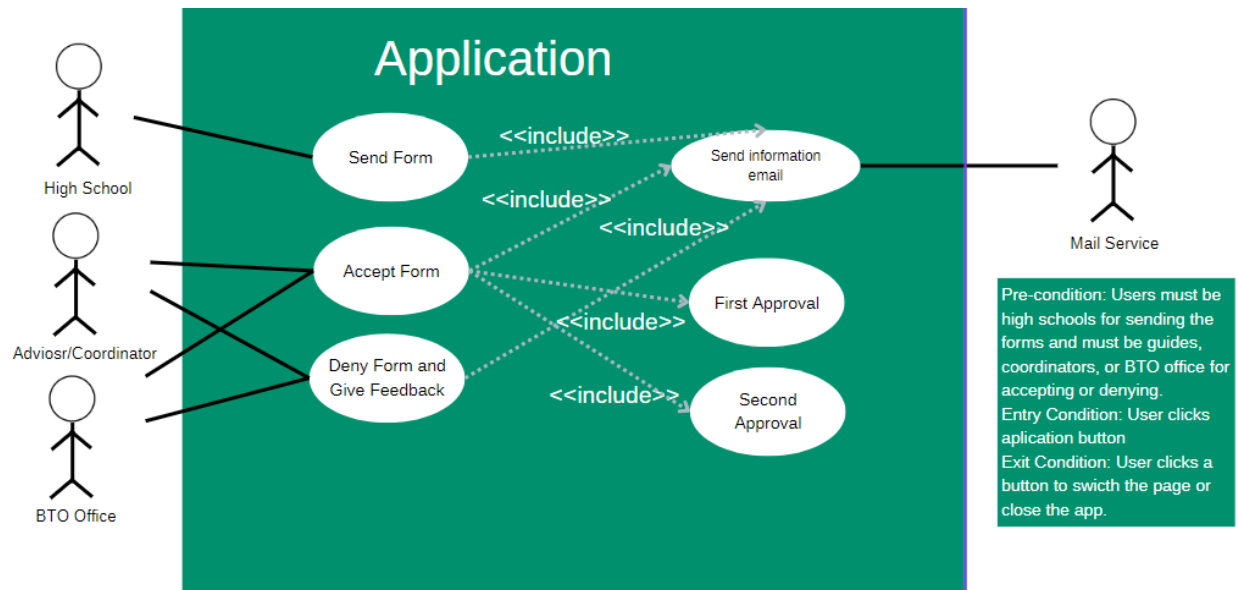 Application
<<include>>
Send Form
Send information
email
High School
<<include>>
<<include>>
Mail Service
Accept Form
First Approval
<<include>>
Adviosr/Coordinator
Deny Form and
Give Feedback
<<include>>
Second
Approval
BTO Office
Pre-condition: Users must be
high schools for sending the
forms and must be guides,
coordinators, or BTO office for
accepting or denying.
Entry Condition: User clicks
aplication button
Exit Condition: User clicks a
button to swicth the page or
close the app.